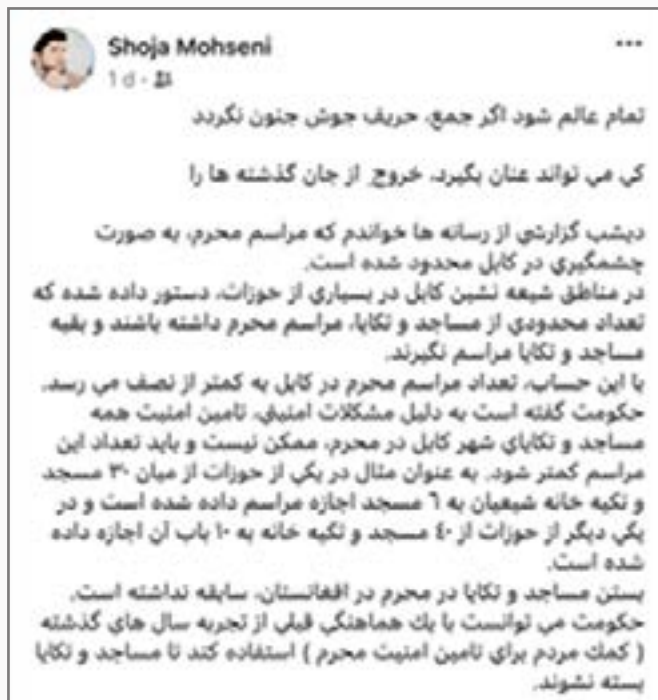 Shoja Mohseni
1 d ·
تمام عالم شود اگر جمع، حریف جوش جنون نگردد
کی می تواند عنان بگیرد، خروج از جان گذشته ها را
دیشب گزارشی از رسانه ها خواندم که مراسم محرم، به صورت
چشمگیری در کابل محدود شده است.
در مناطق شیعه نشین کابل در بسیاری از حوزات، دستور داده شده که
تعداد محدودی از مساجد و تکایا، مراسم محرم داشته باشند و بقیه
مساجد و تکایا مراسم نگیرند.
با این حساب، تعداد مراسم محرم در کابل به کمتر از نصف می رسد.
حکومت گفته است به دلیل مشکلات امنیتی، تامین امنیت همه
مساجد و تکایای شهر کابل در محرم، ممکن نیست و باید تعداد این
مراسم کمتر شود. به عنوان مثال در یکی از حوزات از میان ۳۰ مسجد
و تکیه خانه شیعیان به ٦ مسجد اجازه مراسم داده شده است و در
یکی دیگر از حوزات از ٤۰ مسجد و تکیه خانه به ۱۰ باب آن اجازه داده
شده است.
بستن مساجد و تکایا در محرم در افغانستان، سابقه نداشته است.
حکومت می توانست با یك هماهنگی قبلی از تجربه سال های گذشته
( کمك مردم برای تامین امنیت محرم ) استفاده کند تا مساجد و تکایا
بسته نشوند.